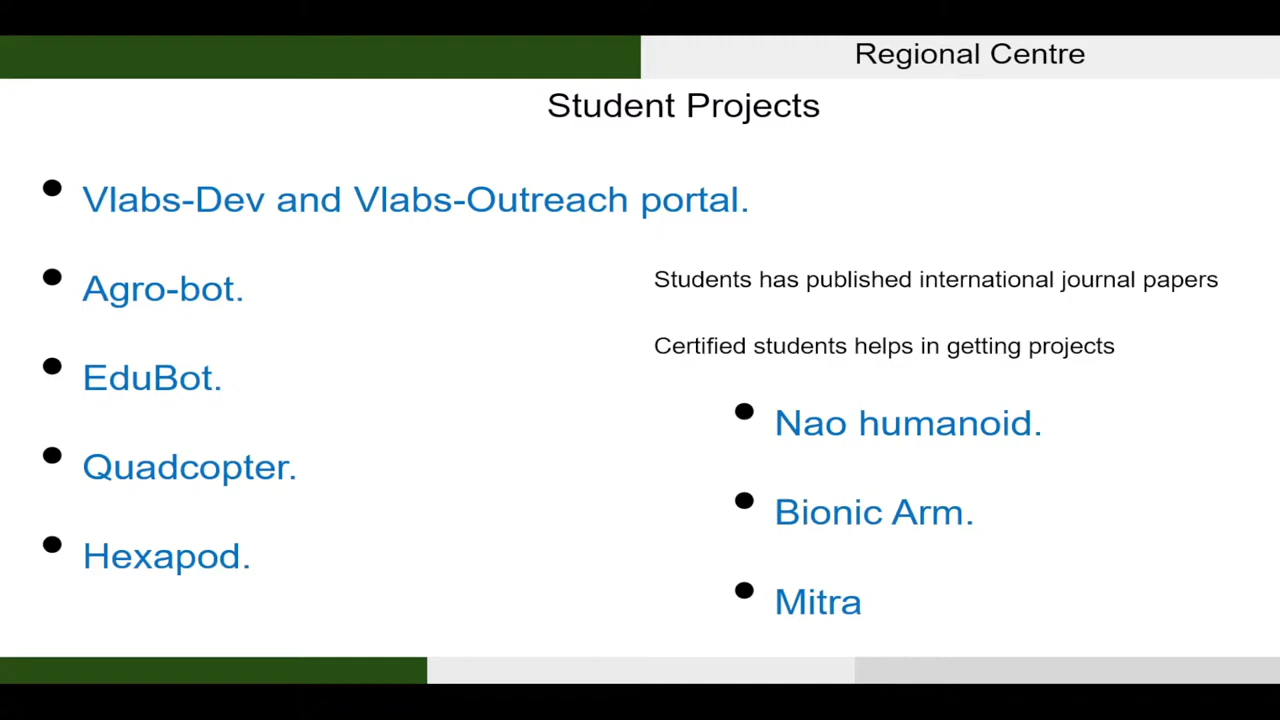 Regional Centre
Student Projects
Vlabs-Dev and Vlabs-Outreach portal.
Agro-bot.
EduBot.
Quadcopter.
Hexapod.
Students has published international journal papers
Certified students helps in getting projects
Nao humanoid.
Bionic Arm.
Mitra